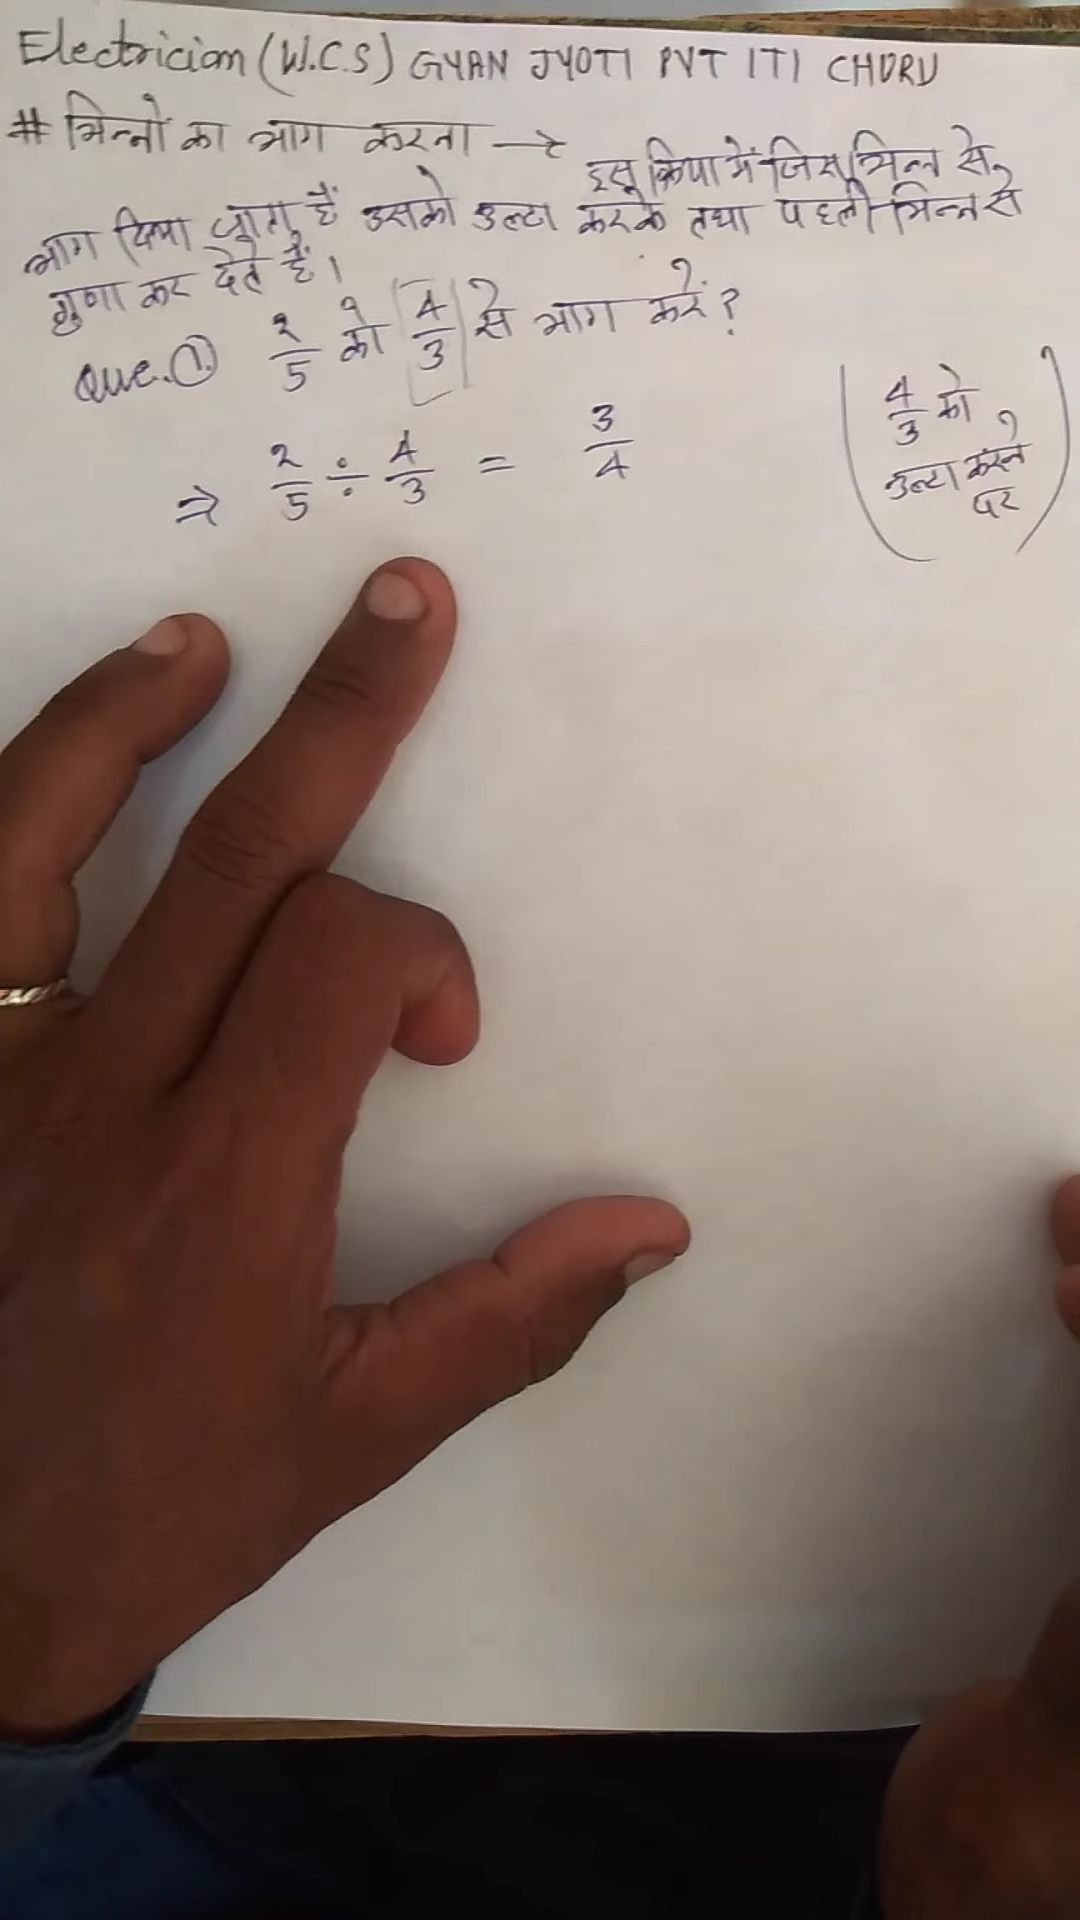 Electrician (W.C.S) GYAN JYOTI PVT ITI CHURU
# भिन्नों का भाग करना → इस क्रिया में जिस भिन्न से
भाग दिया जाता हैं उसको उल्टा करके तथा पहली भिन्न से
गुणा कर देते हैं।
Que.① 2/5 को 4/3 से भाग करें?
⇒ 2/5 ÷ 4/3 = 3/4 (4/3 को
उल्टा करने
पर)